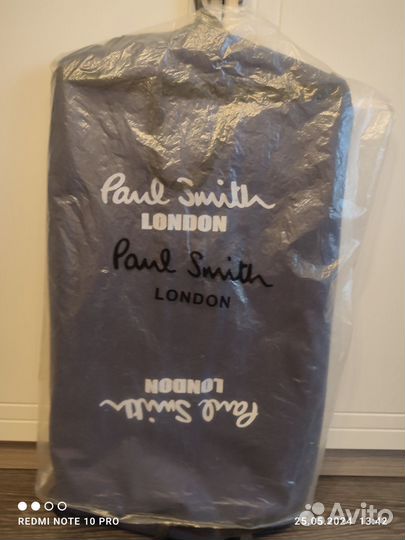 Paul Smith
LONDON
Paul Smith
LONDON
Paul Smith
LONDON
REDMI NOTE 10 PRO
25.05.2024 13:42
Avito